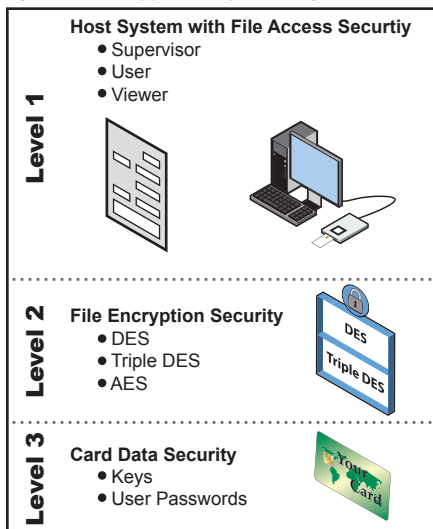 Host System with File Access Securtiy
• Supervisor
• User
• Viewer
Level 1
File Encryption Security
• DES
• Triple DES
• AES
Level 2
DES
Triple DES
Card Data Security
• Keys
• User Passwords
Level 3
Your
Card